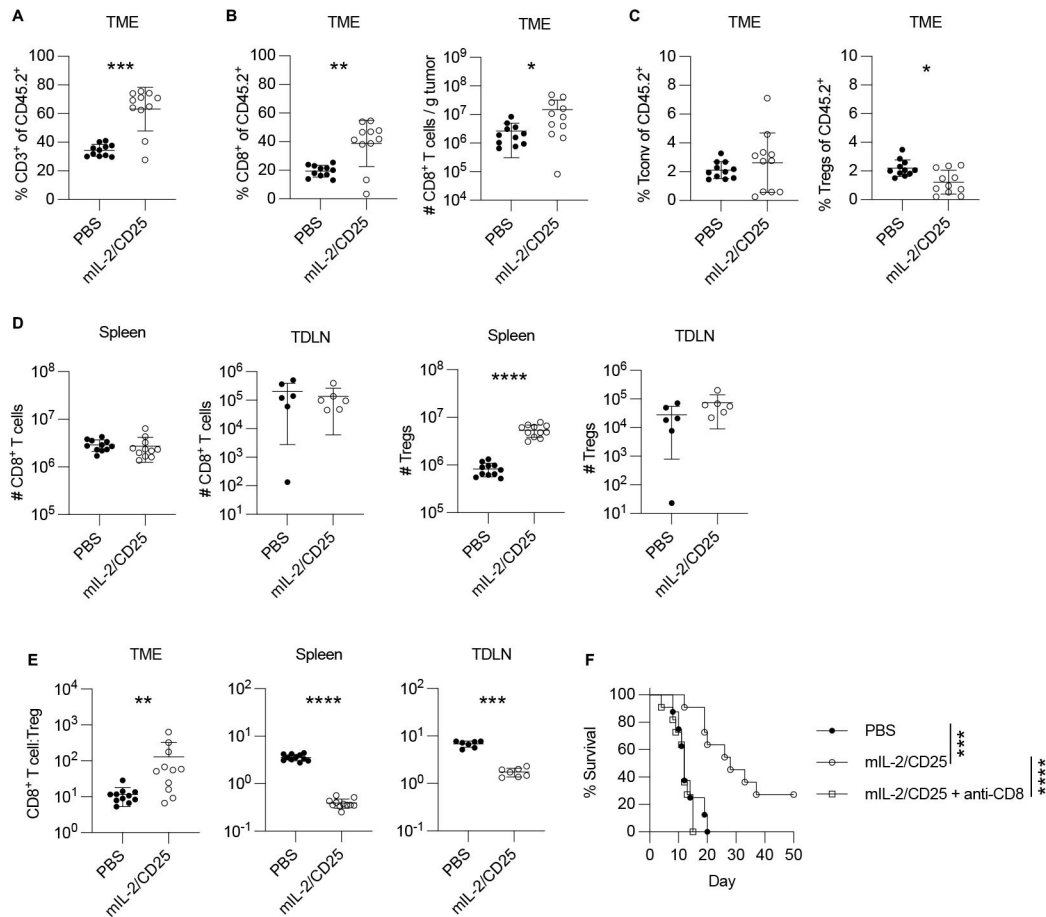 A
TME
% CD3⁺ of CD45.2⁺
100
80
60
40
20
0
***
PBS
mIL-2/CD25
B
TME
% CD8⁺ of CD45.2⁺
100
80
60
40
20
0
**
PBS
mIL-2/CD25
TME
# CD8⁺ T cells / g tumor
10⁹
10⁸
10⁷
10⁶
10⁵
10⁴
*
PBS
mIL-2/CD25
C
TME
% Tconv of CD45.2⁺
10
8
6
4
2
0
PBS
mIL-2/CD25
TME
% Tregs of CD45.2⁺
10
8
6
4
2
0
*
PBS
mIL-2/CD25
D
Spleen
# CD8⁺ T cells
10⁸
10⁷
10⁶
10⁵
PBS
mIL-2/CD25
TDLN
# CD8⁺ T cells
10⁶
10⁵
10⁴
10³
10²
10¹
PBS
mIL-2/CD25
Spleen
# Tregs
10⁸
10⁷
10⁶
10⁵
****
PBS
mIL-2/CD25
TDLN
# Tregs
10⁶
10⁵
10⁴
10³
10²
10¹
PBS
mIL-2/CD25
E
TME
CD8⁺ T cell:Treg
10⁴
10³
10²
10¹
10⁰
**
PBS
mIL-2/CD25
Spleen
10²
10¹
10⁰
10⁻¹
****
PBS
mIL-2/CD25
TDLN
10²
10¹
10⁰
10⁻¹
***
PBS
mIL-2/CD25
F
% Survival
100
80
60
40
20
0
0 10 20 30 40 50
Day
PBS
mIL-2/CD25
mIL-2/CD25 + anti-CD8
***
****